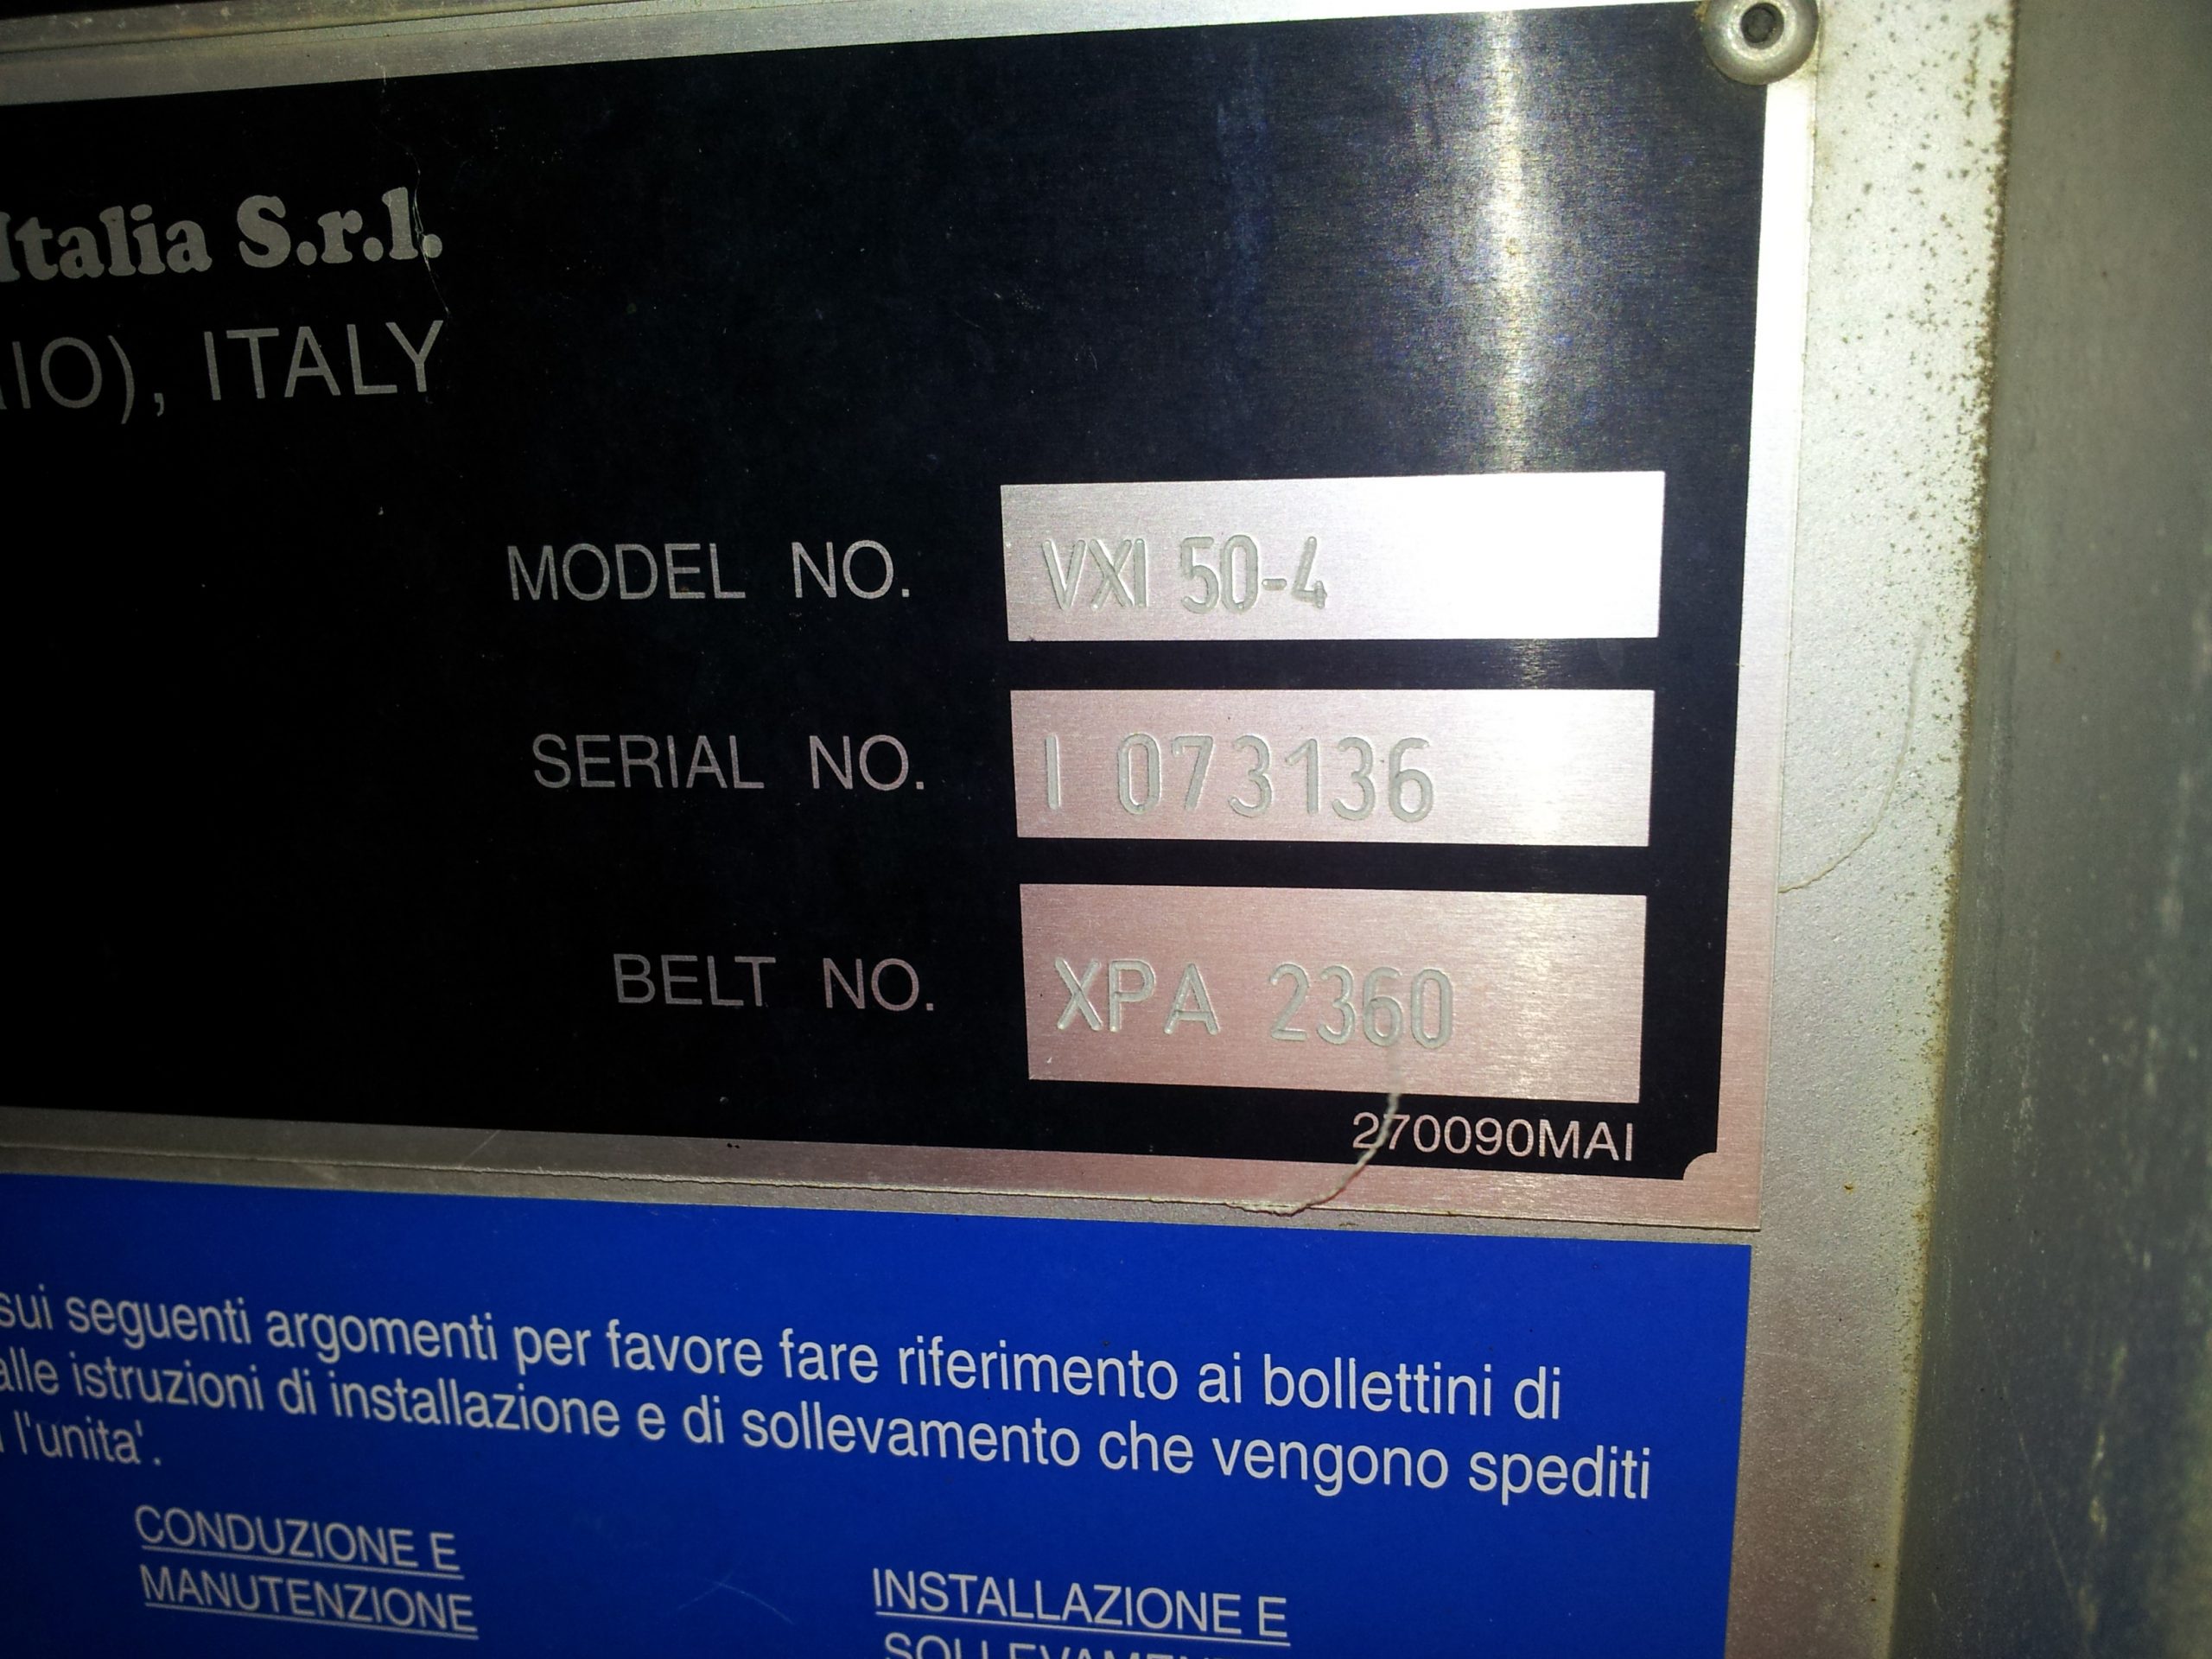 Italia S.r.l.
IO), ITALY
MODEL NO. VXI 50-4
SERIAL NO. I 073136
BELT NO. XPA 2360
270090MAI
sui seguenti argomenti per favore fare riferimento ai bollettini di
alle istruzioni di installazione e di sollevamento che vengono spediti
l'unita'.
CONDUZIONE E
MANUTENZIONE
INSTALLAZIONE E